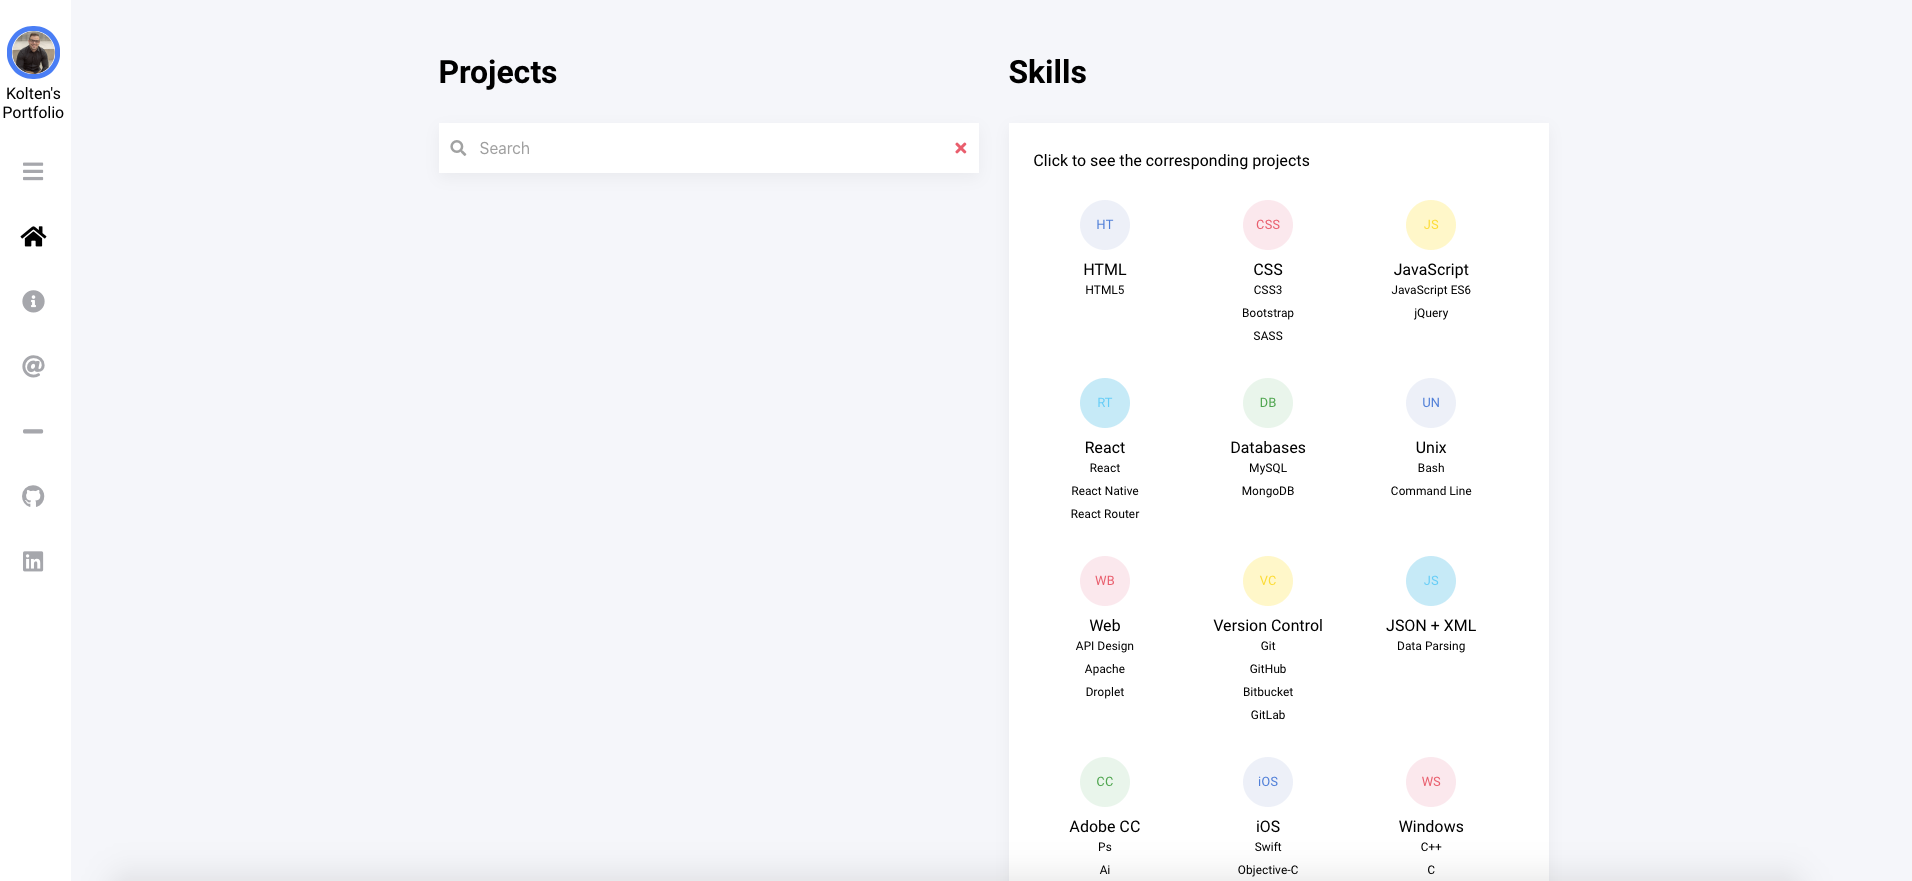 Kolten's
Portfolio
Projects
Search
Skills
Click to see the corresponding projects
HT
HTML
HTML5
CSS
CSS
CSS3
Bootstrap
SASS
JS
JavaScript
JavaScript ES6
jQuery
RT
React
React
React Native
React Router
DB
Databases
MySQL
MongoDB
UN
Unix
Bash
Command Line
WB
Web
API Design
Apache
Droplet
VC
Version Control
Git
GitHub
Bitbucket
GitLab
JS
JSON + XML
Data Parsing
CC
Adobe CC
Ps
Ai
iOS
iOS
Swift
Objective-C
WS
Windows
C++
C